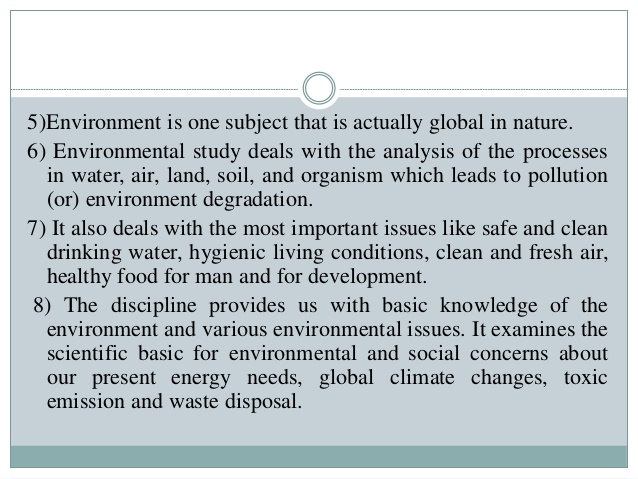 5)Environment is one subject that is actually global in nature.
6) Environmental study deals with the analysis of the processes
in water, air, land, soil, and organism which leads to pollution
(or) environment degradation.
7) It also deals with the most important issues like safe and clean
drinking water, hygienic living conditions, clean and fresh air,
healthy food for man and for development.
8) The discipline provides us with basic knowledge of the
environment and various environmental issues. It examines the
scientific basic for environmental and social concerns about
our present energy needs, global climate changes, toxic
emission and waste disposal.